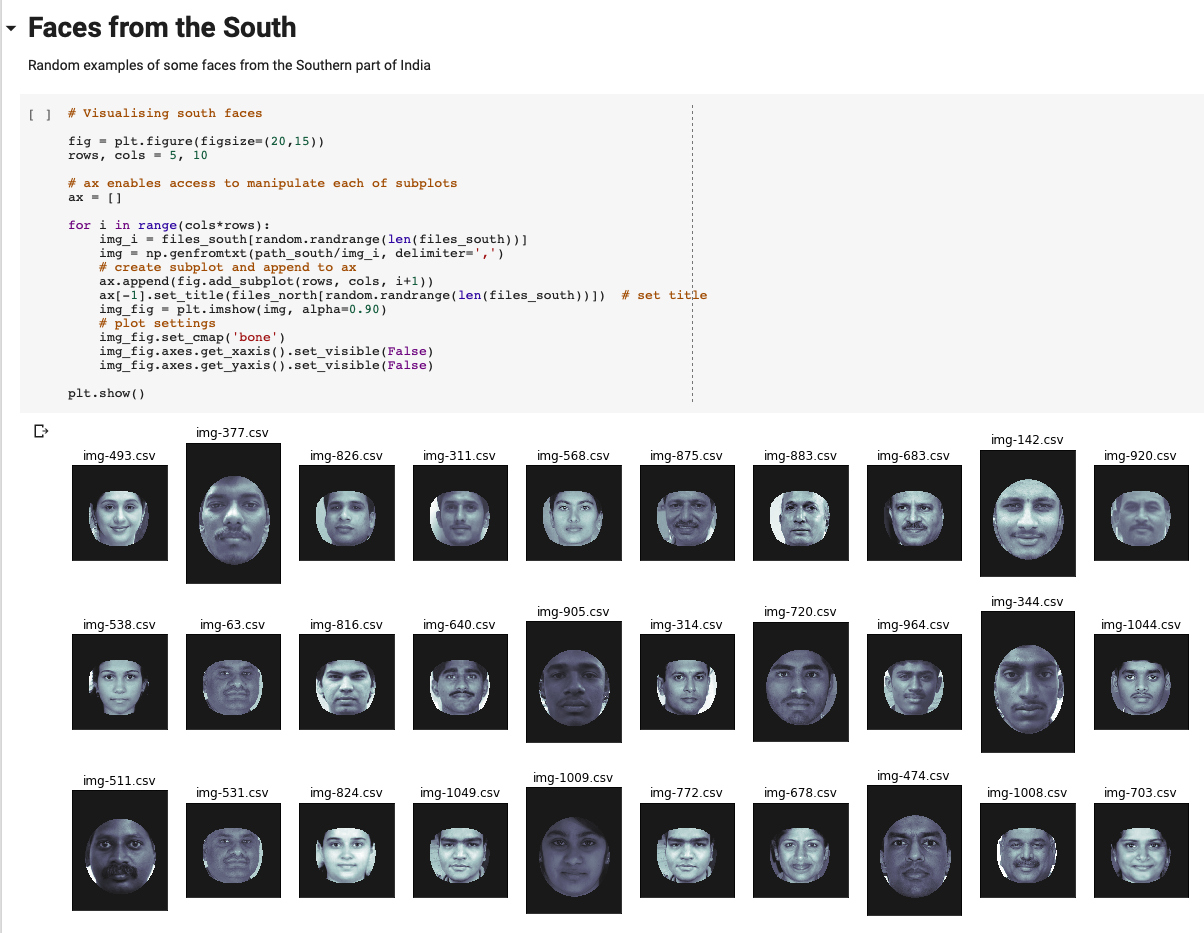 Faces from the South
Random examples of some faces from the Southern part of India
[ ]
# Visualising south faces
fig = plt.figure(figsize=(20,15))
rows, cols = 5, 10
# ax enables access to manipulate each of subplots
ax = []
for i in range(cols*rows):
    img_i = files_south[random.randrange(len(files_south))]
    img = np.genfromtxt(path_south/img_i, delimiter=',')
    # create subplot and append to ax
    ax.append(fig.add_subplot(rows, cols, i+1))
    ax[-1].set_title(files_north[random.randrange(len(files_south))])  # set title
    img_fig = plt.imshow(img, alpha=0.90)
    # plot settings
    img_fig.set_cmap('bone')
    img_fig.axes.get_xaxis().set_visible(False)
    img_fig.axes.get_yaxis().set_visible(False)
plt.show()
img-493.csv img-377.csv img-826.csv img-311.csv img-568.csv img-875.csv img-883.csv img-683.csv img-142.csv img-920.csv
img-538.csv img-63.csv img-816.csv img-640.csv img-905.csv img-314.csv img-720.csv img-964.csv img-344.csv img-1044.csv
img-511.csv img-531.csv img-824.csv img-1049.csv img-1009.csv img-772.csv img-678.csv img-474.csv img-1008.csv img-703.csv